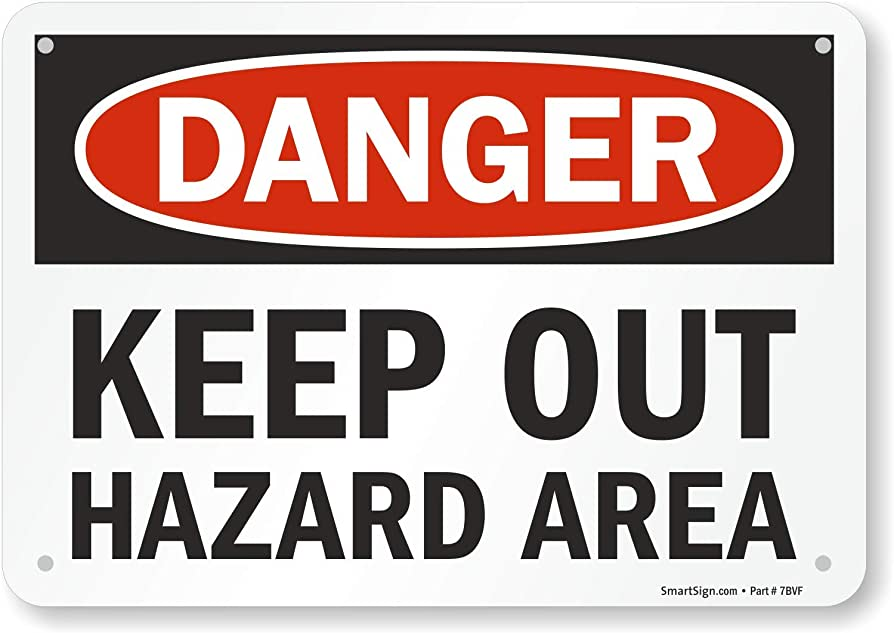 DANGER
KEEP OUT
HAZARD AREA
SmartSign.com • Part # 7BVF